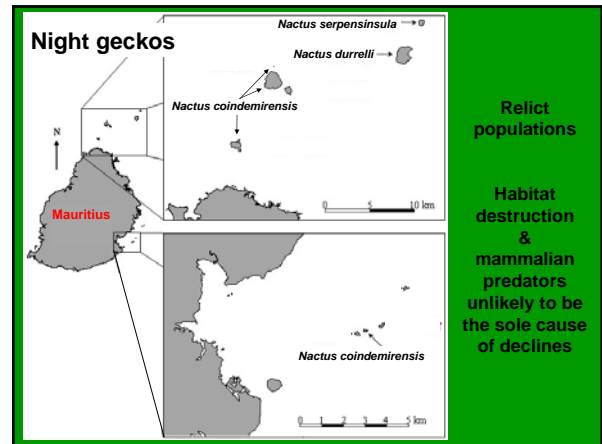 Night geckos
Nactus serpensinsula
Nactus durrelli
Nactus coindemirensis
N
Mauritius
0 5 10 km
Nactus coindemirensis
0 1 2 3 4 5 km
Relict
populations
Habitat
destruction
&
mammalian
predators
unlikely to be
the sole cause
of declines